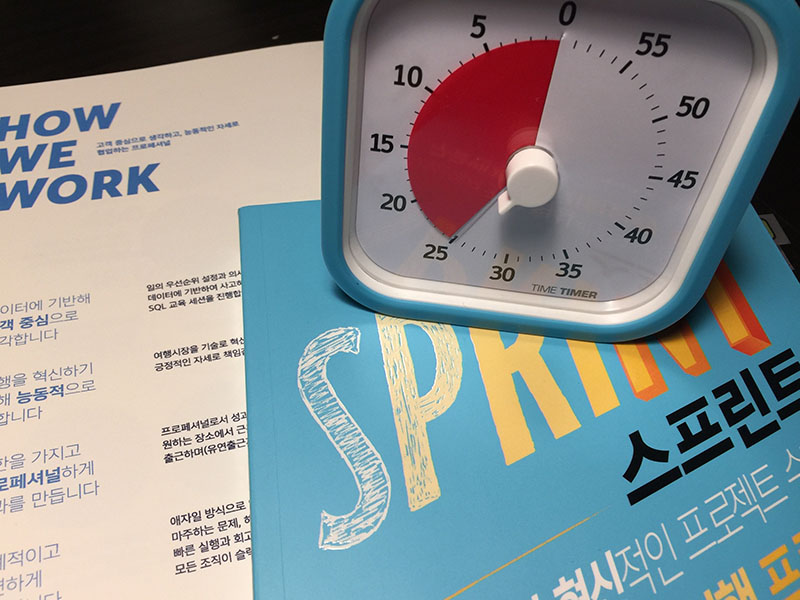 HOW
WE
WORK
고객 중심으로 생각하고, 능동적인 자세로
협업하는 프로페셔널
이터에 기반해
객 중심으로
각합니다
행을 혁신하기
해 능동적으로
합니다
한을 가지고
로페셔널하게
과를 만듭니다
체적이고
면하게
일의 우선순위 설정과 의사
데이터에 기반하여 사고하
SQL 교육 세션을 진행합
여행시장을 기술로 혁신
긍정적인 자세로 책임
프로페셔널로서 성과
원하는 장소에서 근
출근하며(유연출근
애자일 방식으로
마주하는 문제, 해
빠른 실행과 회고
모든 조직이 슬랙
0
5
10
15
20
25
30
35
40
45
50
55
TIME TIMER
SPRINT
스프린트
혁신적인 프로젝트 스